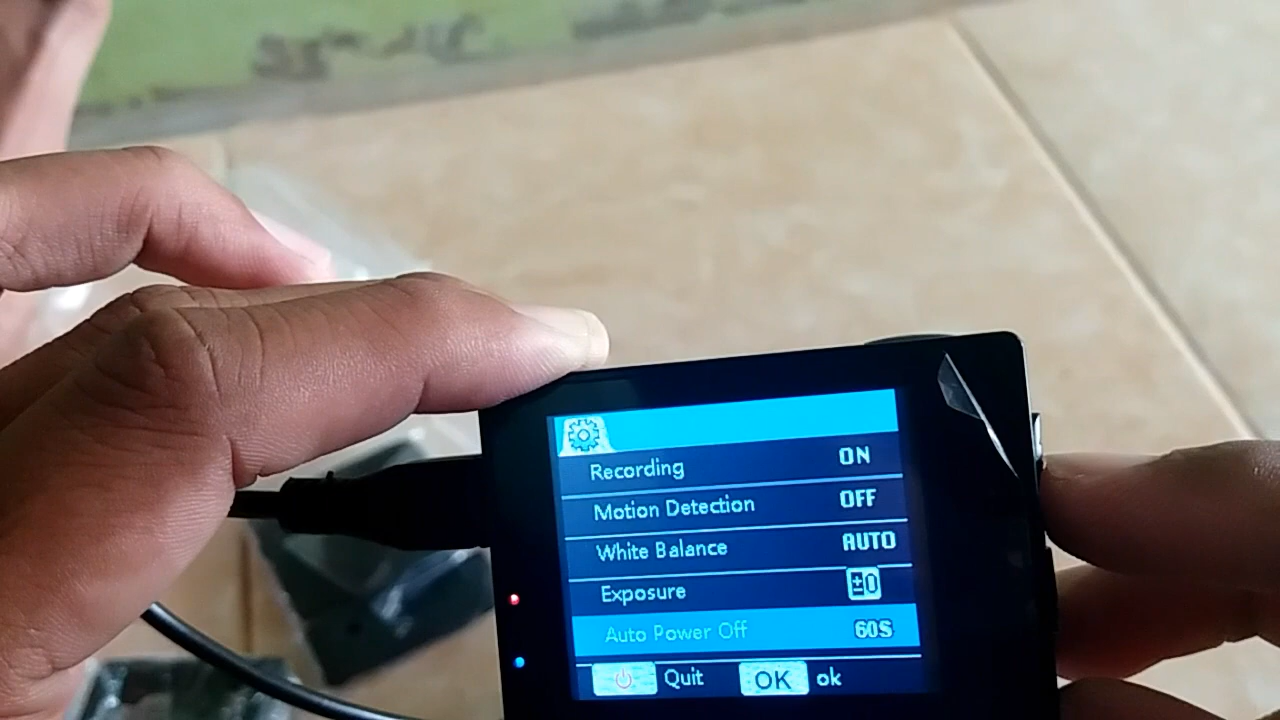 Recording ON
Motion Detection OFF
White Balance AUTO
Exposure ±0
Auto Power Off 60S
Quit OK ok